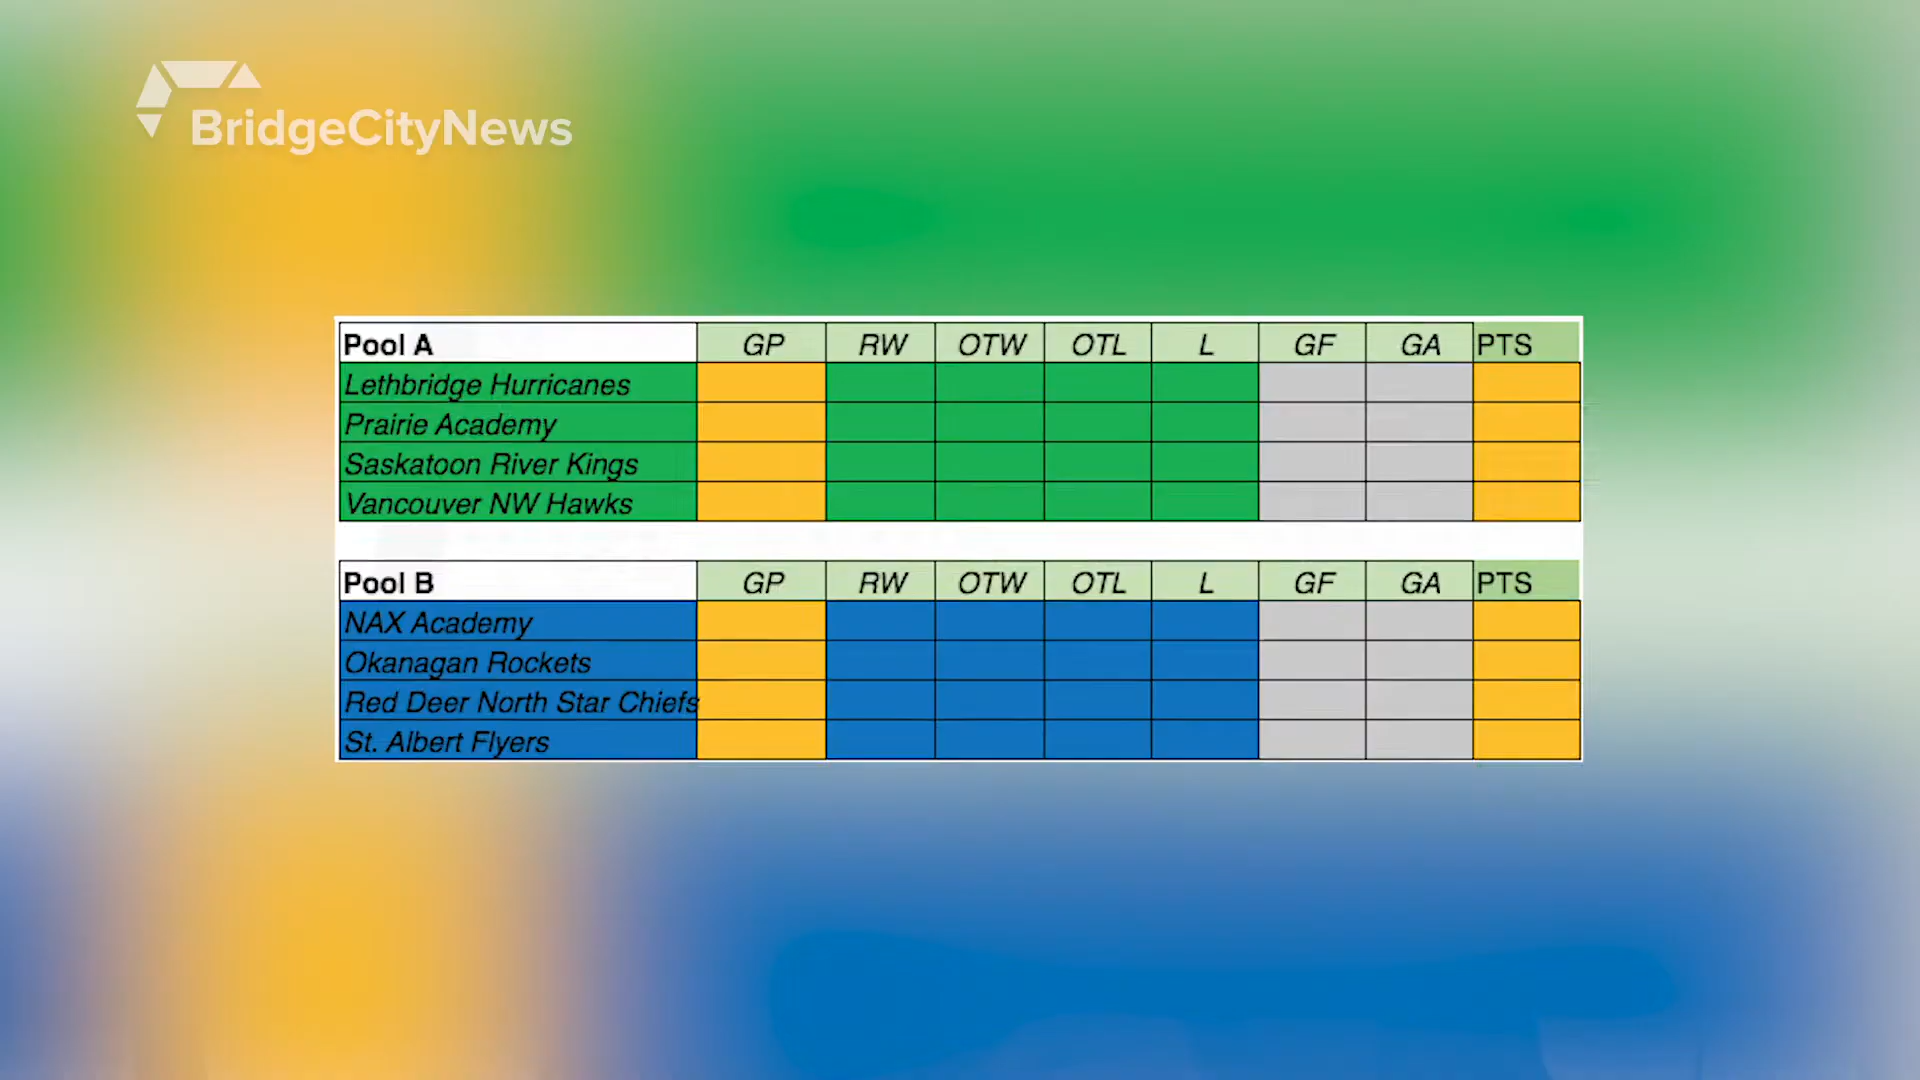 BridgeCityNews
Pool A GP RW OTW OTL L GF GA PTS
Lethbridge Hurricanes
Prairie Academy
Saskatoon River Kings
Vancouver NW Hawks
Pool B GP RW OTW OTL L GF GA PTS
NAX Academy
Okanagan Rockets
Red Deer North Star Chiefs
St. Albert Flyers